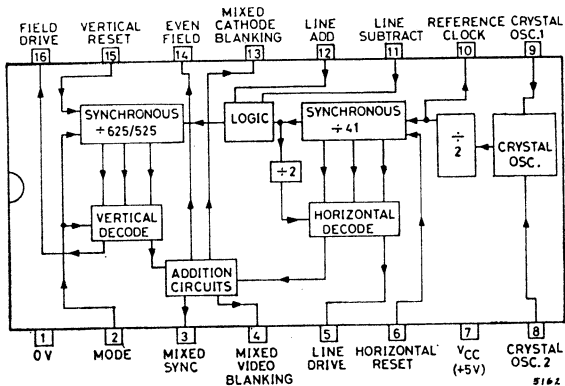 FIELD DRIVE
VERTICAL RESET
EVEN FIELD
MIXED CATHODE BLANKING
LINE ADD
LINE SUBTRACT
REFERENCE CLOCK
CRYSTAL OSC.1
16
15
14
13
12
11
10
9
SYNCHRONOUS
÷625/525
LOGIC
SYNCHRONOUS
÷41
÷
2
CRYSTAL
OSC.
÷2
VERTICAL
DECODE
HORIZONTAL
DECODE
ADDITION
CIRCUITS
1
2
3
4
5
6
7
8
0V
MODE
MIXED SYNC
MIXED VIDEO BLANKING
LINE DRIVE
HORIZONTAL RESET
VCC (+5V)
CRYSTAL OSC.2
5162